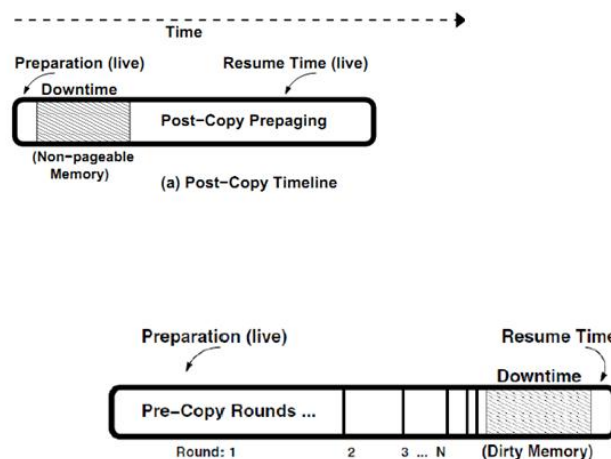 Time
Preparation (live)
Resume Time (live)
Downtime
Post-Copy Prepaging
(Non-pageable
Memory)
(a) Post-Copy Timeline
Preparation (live)
Resume Time
Downtime
Pre-Copy Rounds ...
Round: 1 2 3 ... N
(Dirty Memory)